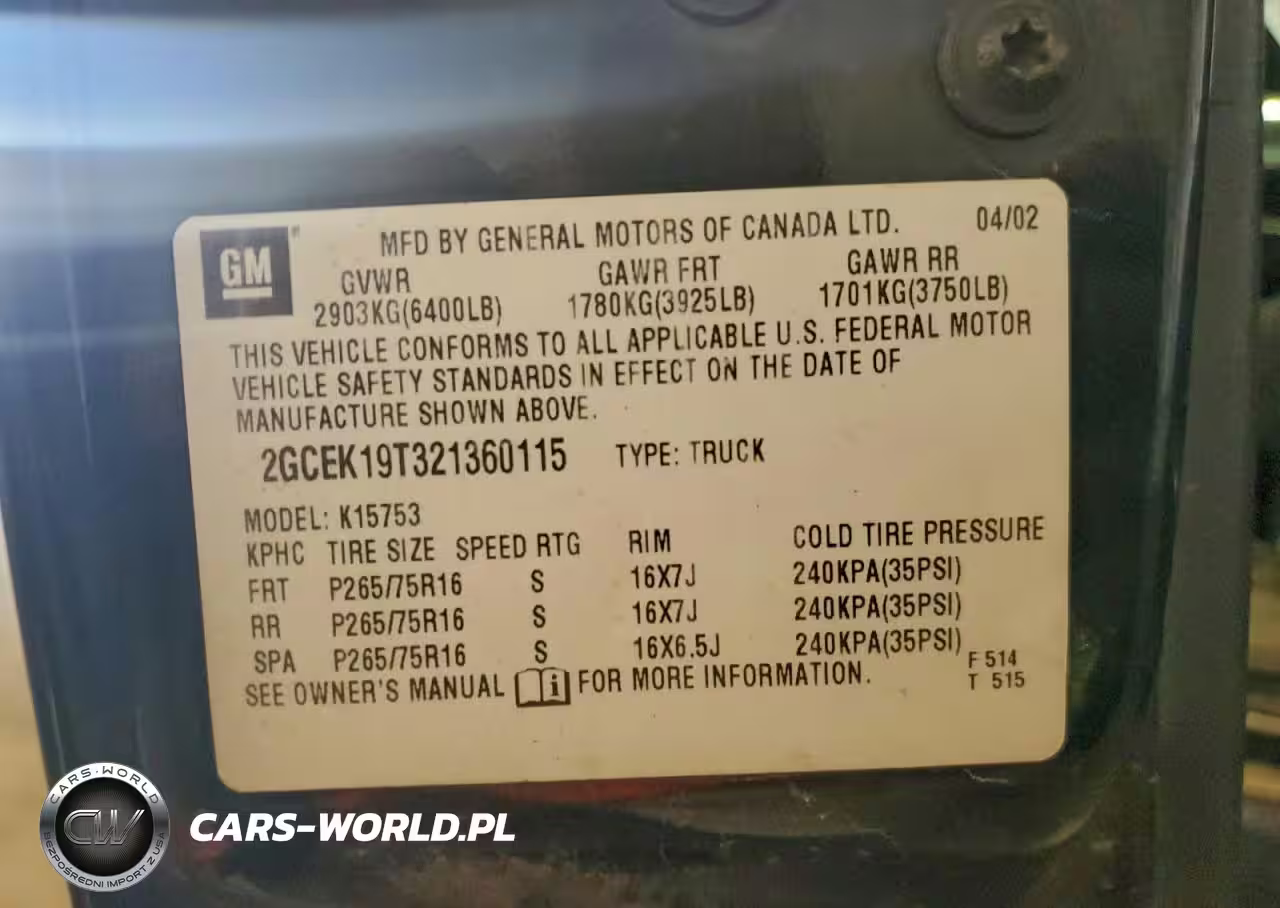 GM
MFD BY GENERAL MOTORS OF CANADA LTD. 04/02
GVWR GAWR FRT GAWR RR
2903KG(6400LB) 1780KG(3925LB) 1701KG(3750LB)
THIS VEHICLE CONFORMS TO ALL APPLICABLE U.S. FEDERAL MOTOR
VEHICLE SAFETY STANDARDS IN EFFECT ON THE DATE OF
MANUFACTURE SHOWN ABOVE.
2GCEK19T321360115 TYPE: TRUCK
MODEL: K15753
KPHC TIRE SIZE SPEED RTG RIM COLD TIRE PRESSURE
FRT P265/75R16 S 16X7J 240KPA(35PSI)
RR P265/75R16 S 16X7J 240KPA(35PSI)
SPA P265/75R16 S 16X6.5J 240KPA(35PSI)
SEE OWNER'S MANUAL i FOR MORE INFORMATION.
F 514
T 515
CARS-WORLD
CW
BEZPOŚREDNI IMPORT Z USA
CARS-WORLD.PL